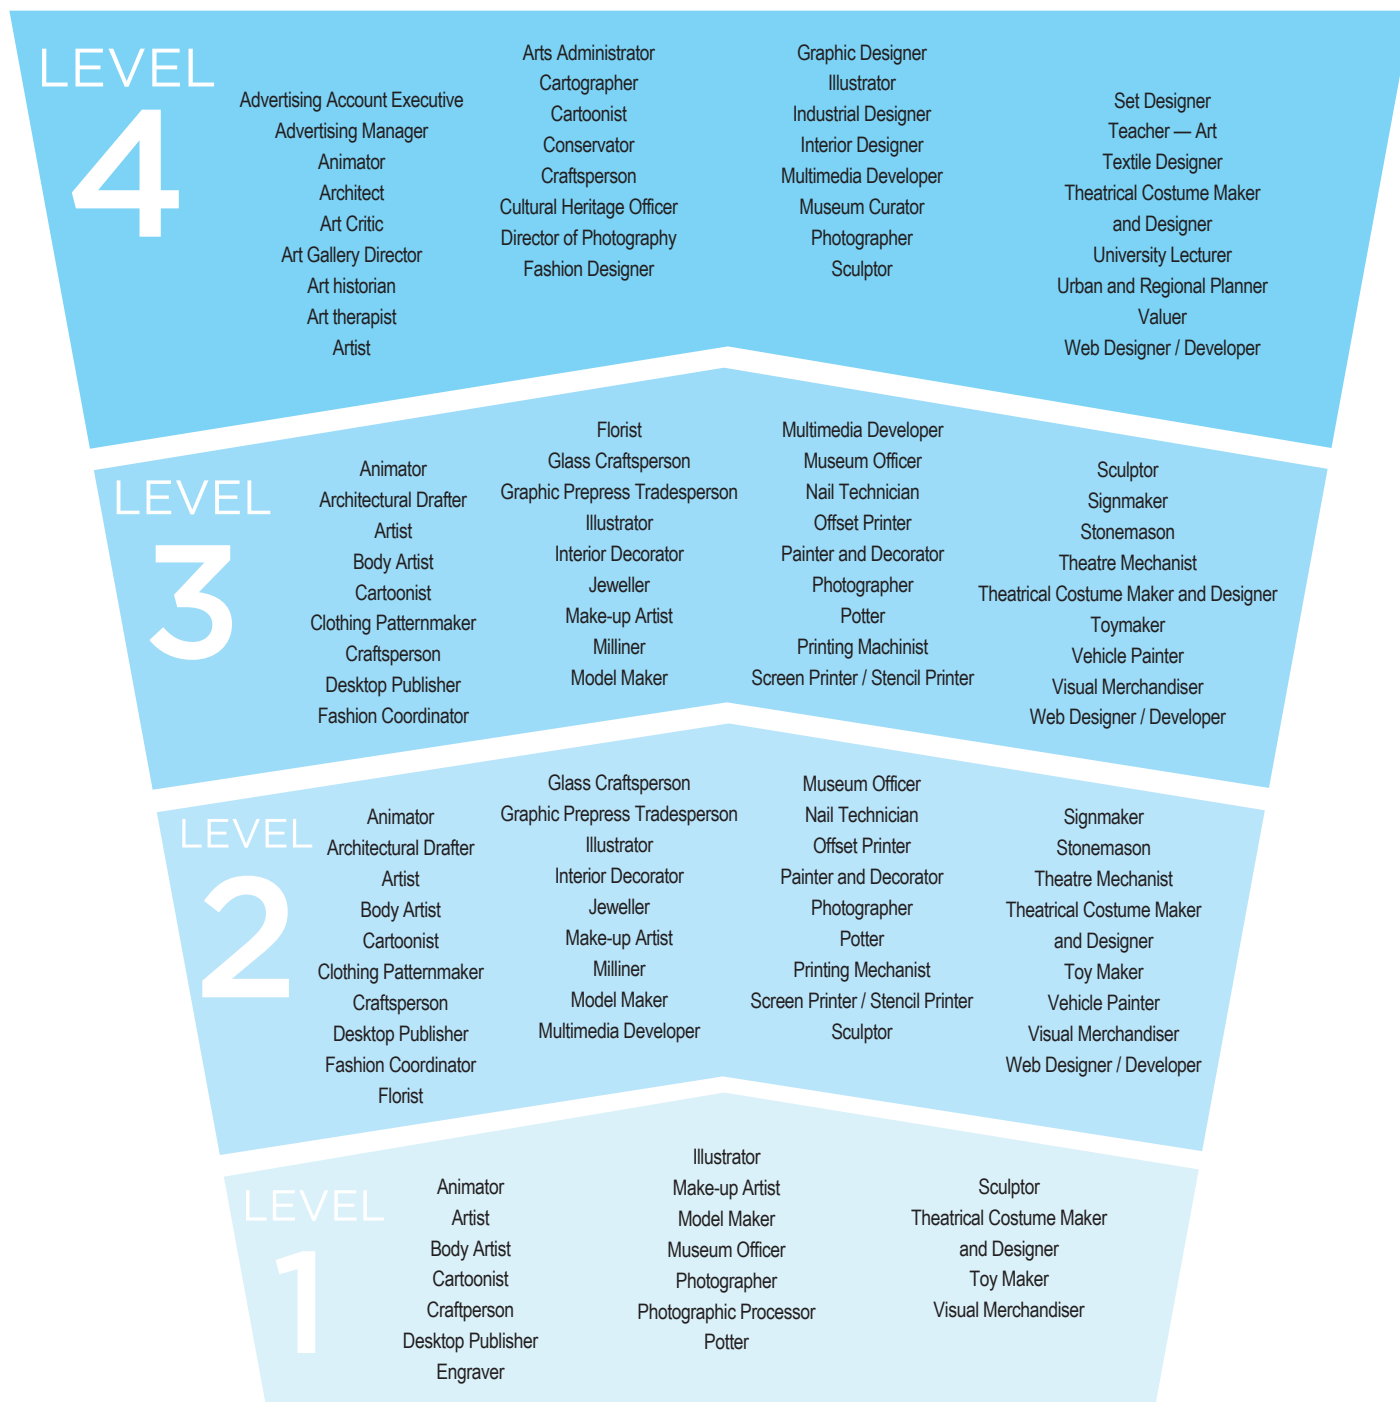 LEVEL
4
Advertising Account Executive
Advertising Manager
Animator
Architect
Art Critic
Art Gallery Director
Art historian
Art therapist
Artist
Arts Administrator
Cartographer
Cartoonist
Conservator
Craftsperson
Cultural Heritage Officer
Director of Photography
Fashion Designer
Graphic Designer
Illustrator
Industrial Designer
Interior Designer
Multimedia Developer
Museum Curator
Photographer
Sculptor
Set Designer
Teacher — Art
Textile Designer
Theatrical Costume Maker
and Designer
University Lecturer
Urban and Regional Planner
Valuer
Web Designer / Developer
LEVEL
3
Animator
Architectural Drafter
Artist
Body Artist
Cartoonist
Clothing Patternmaker
Craftsperson
Desktop Publisher
Fashion Coordinator
Florist
Glass Craftsperson
Graphic Prepress Tradesperson
Illustrator
Interior Decorator
Jeweller
Make-up Artist
Milliner
Model Maker
Multimedia Developer
Museum Officer
Nail Technician
Offset Printer
Painter and Decorator
Photographer
Potter
Printing Machinist
Screen Printer / Stencil Printer
Sculptor
Signmaker
Stonemason
Theatre Mechanist
Theatrical Costume Maker and Designer
Toymaker
Vehicle Painter
Visual Merchandiser
Web Designer / Developer
LEVEL
2
Animator
Architectural Drafter
Artist
Body Artist
Cartoonist
Clothing Patternmaker
Craftsperson
Desktop Publisher
Fashion Coordinator
Florist
Glass Craftsperson
Graphic Prepress Tradesperson
Illustrator
Interior Decorator
Jeweller
Make-up Artist
Milliner
Model Maker
Multimedia Developer
Museum Officer
Nail Technician
Offset Printer
Painter and Decorator
Photographer
Potter
Printing Mechanist
Screen Printer / Stencil Printer
Sculptor
Signmaker
Stonemason
Theatre Mechanist
Theatrical Costume Maker
and Designer
Toy Maker
Vehicle Painter
Visual Merchandiser
Web Designer / Developer
LEVEL
1
Animator
Artist
Body Artist
Cartoonist
Craftperson
Desktop Publisher
Engraver
Illustrator
Make-up Artist
Model Maker
Museum Officer
Photographer
Photographic Processor
Potter
Sculptor
Theatrical Costume Maker
and Designer
Toy Maker
Visual Merchandiser